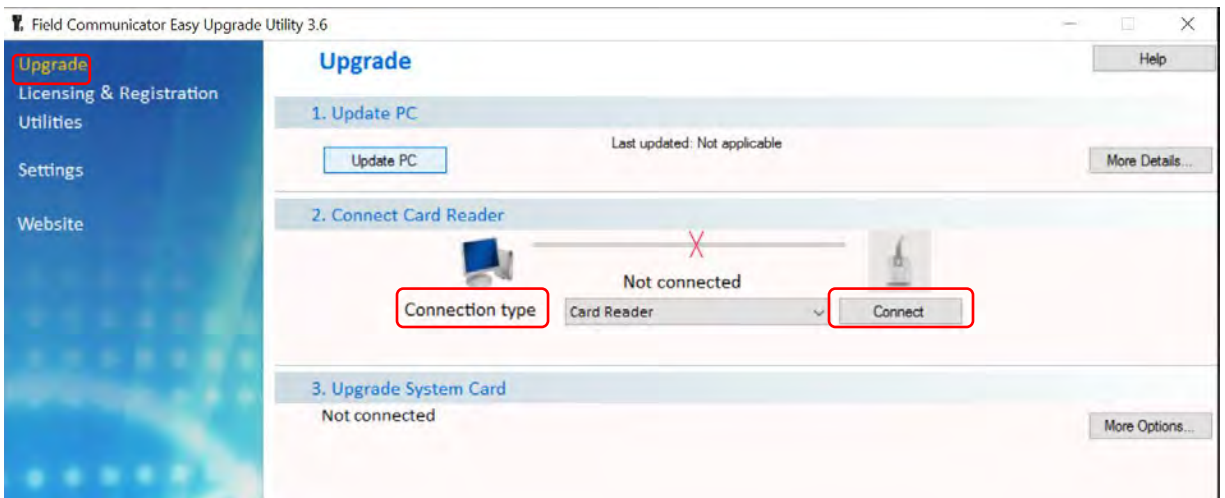 Field Communicator Easy Upgrade Utility 3.6
Upgrade
Licensing & Registration
Utilities
Settings
Website
Upgrade
Help
1. Update PC
Last updated: Not applicable
Update PC
More Details...
2. Connect Card Reader
Not connected
Connection type
Card Reader
Connect
3. Upgrade System Card
Not connected
More Options...